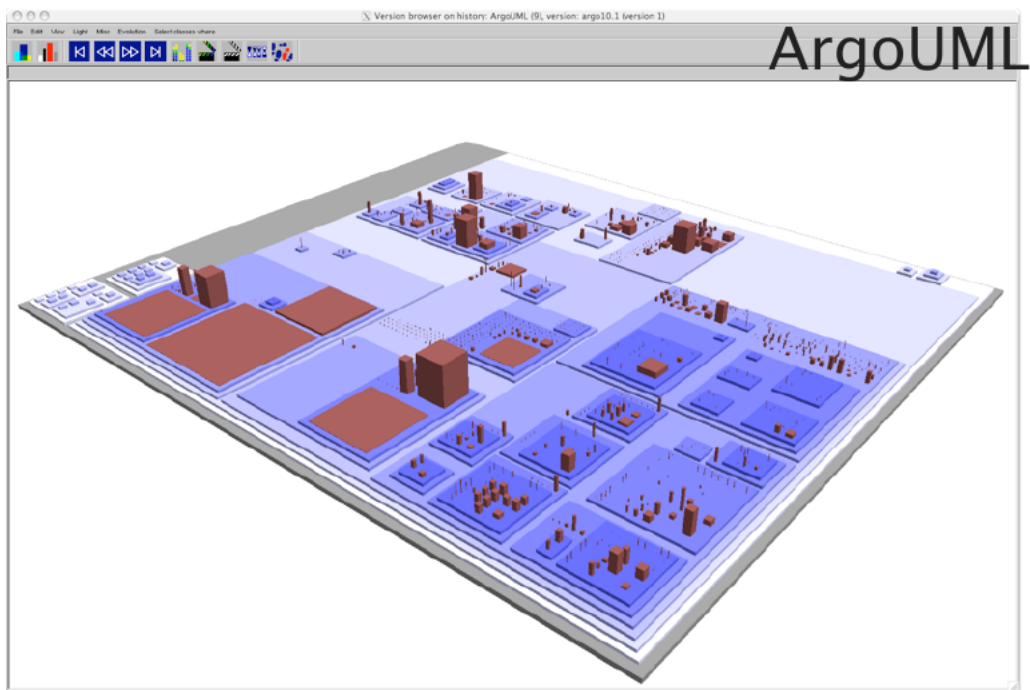 Version browser on history: ArgoUML (9), version: argo10.1 (version 1)
File Edit View Light Misc Evolution Select classes where
ArgoUML